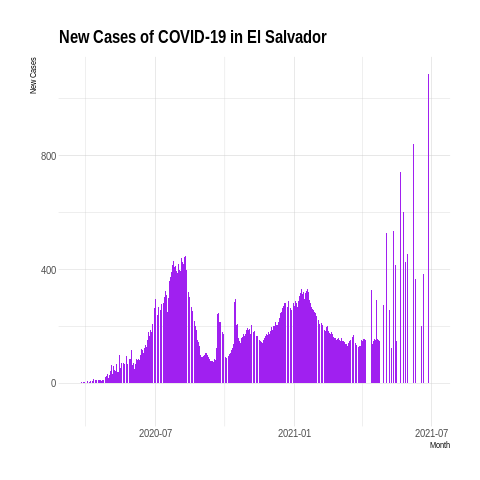 New Cases of COVID-19 in El Salvador
New Cases
800
400
0
2020-07
2021-01
2021-07
Month